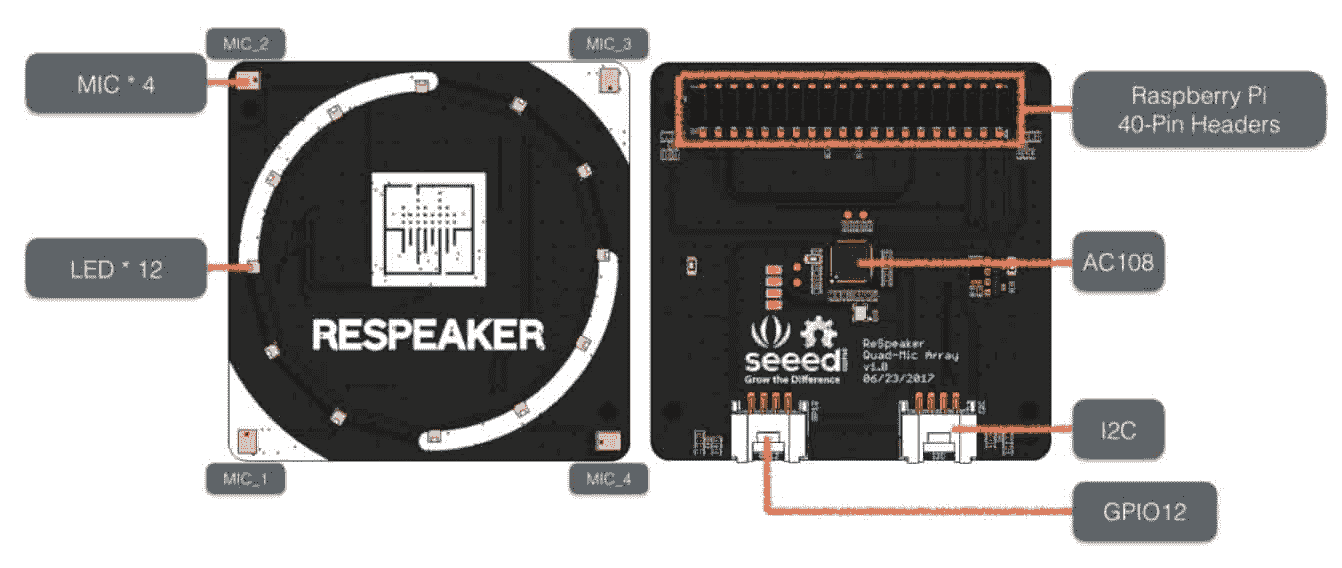 MIC_2
MIC_3
MIC * 4
Raspberry Pi
40-Pin Headers
LED * 12
AC108
RESPEAKER
seeed
Grow the Difference
ReSpeaker
Quad-Mic Array
v1.0
06/23/2017
I2C
MIC_1
MIC_4
GPIO12